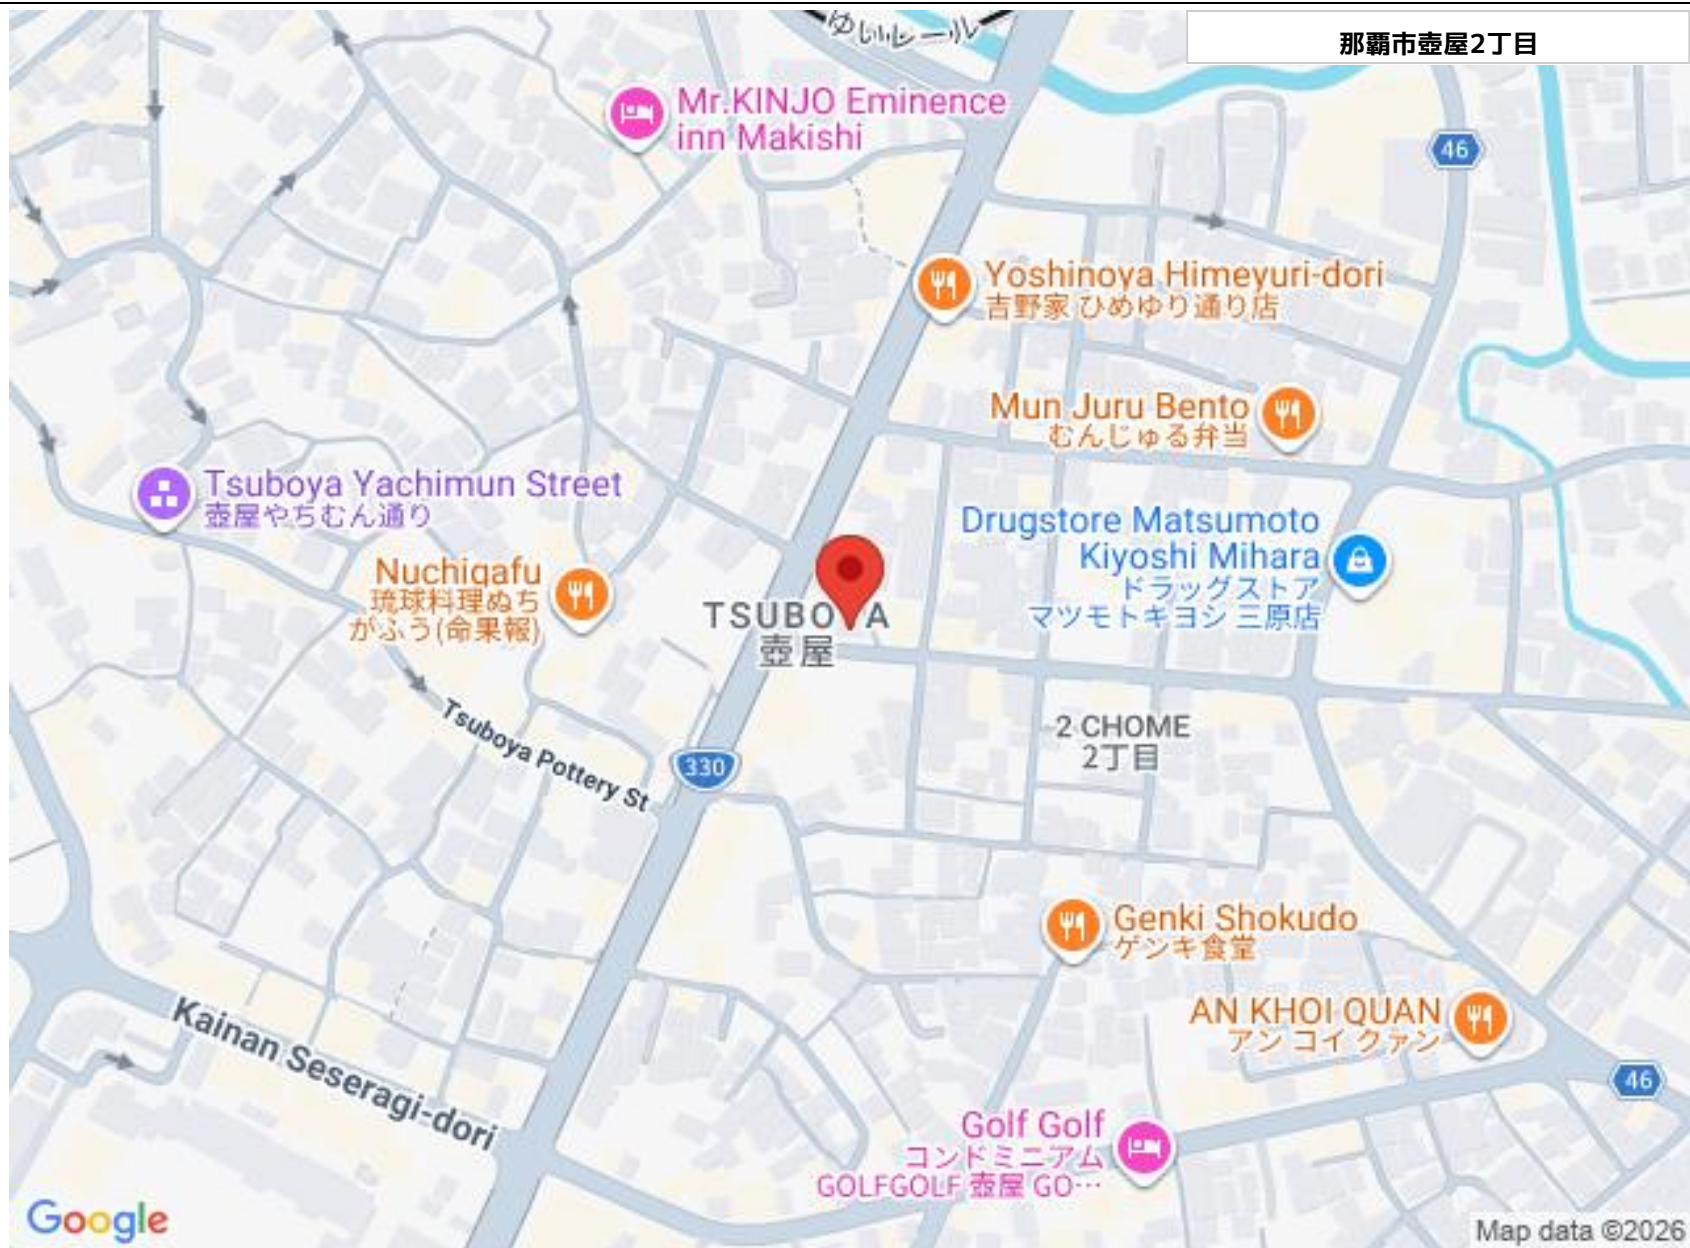 ゆいレール
那覇市壺屋2丁目
Mr.KINJO Eminence
inn Makishi
46
Yoshinoya Himeyuri-dori
吉野家 ひめゆり通り店
Mun Juru Bento
むんじゅる弁当
Tsuboya Yachimun Street
壺屋やちむん通り
Drugstore Matsumoto
Kiyoshi Mihara
ドラッグストア
マツモトキヨシ 三原店
Nuchigafu
琉球料理ぬち
がふう(命果報)
TSUBOYA
壺屋
Tsuboya Pottery St
2 CHOME
2丁目
330
Genki Shokudo
ゲンキ食堂
AN KHOI QUAN
アン コイ クァン
Kainan Seseragi-dori
46
Golf Golf
コンドミニアム
GOLFGOLF 壺屋 GO…
Google
Map data ©2026